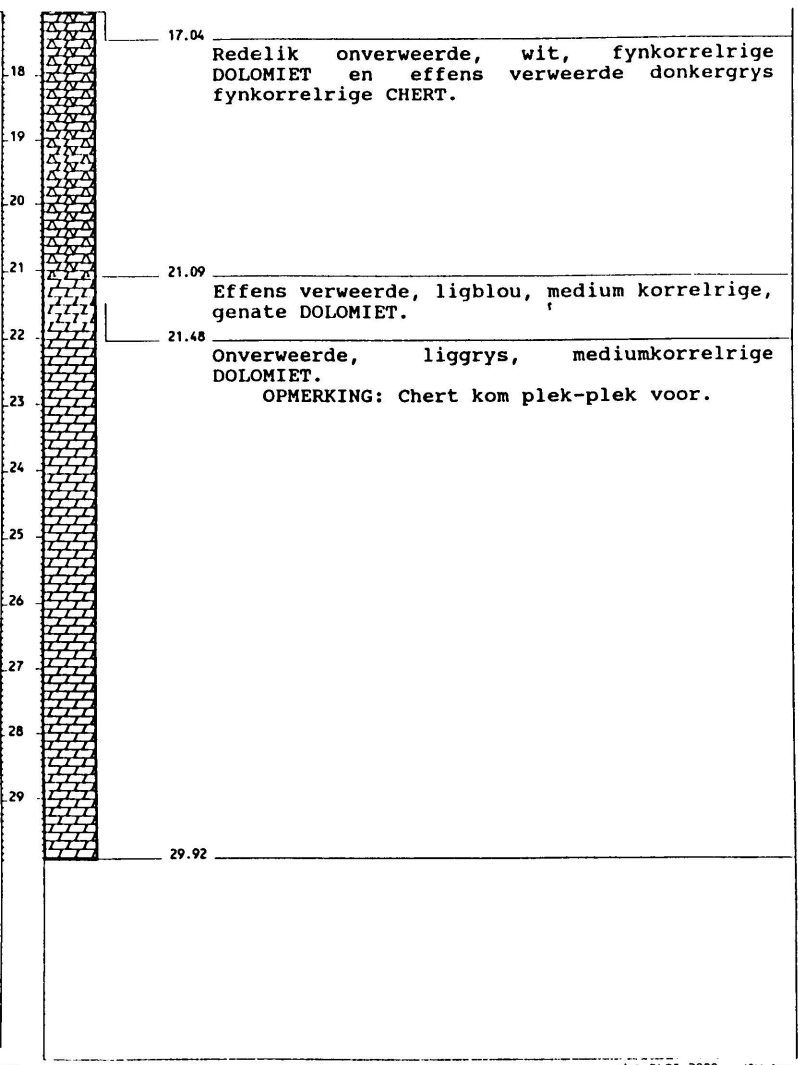 17.04
Redelik onverweerde, wit, fynkorrelrige
DOLOMIET en effens verweerde donkergrys
fynkorrelrige CHERT.
18
19
20
21
21.09
Effens verweerde, ligblou, medium korrelrige,
genate DOLOMIET.
22
21.48
Onverweerde, liggrys, mediumkorrelrige
DOLOMIET.
OPMERKING: Chert kom plek-plek voor.
23
24
25
26
27
28
29
29.92